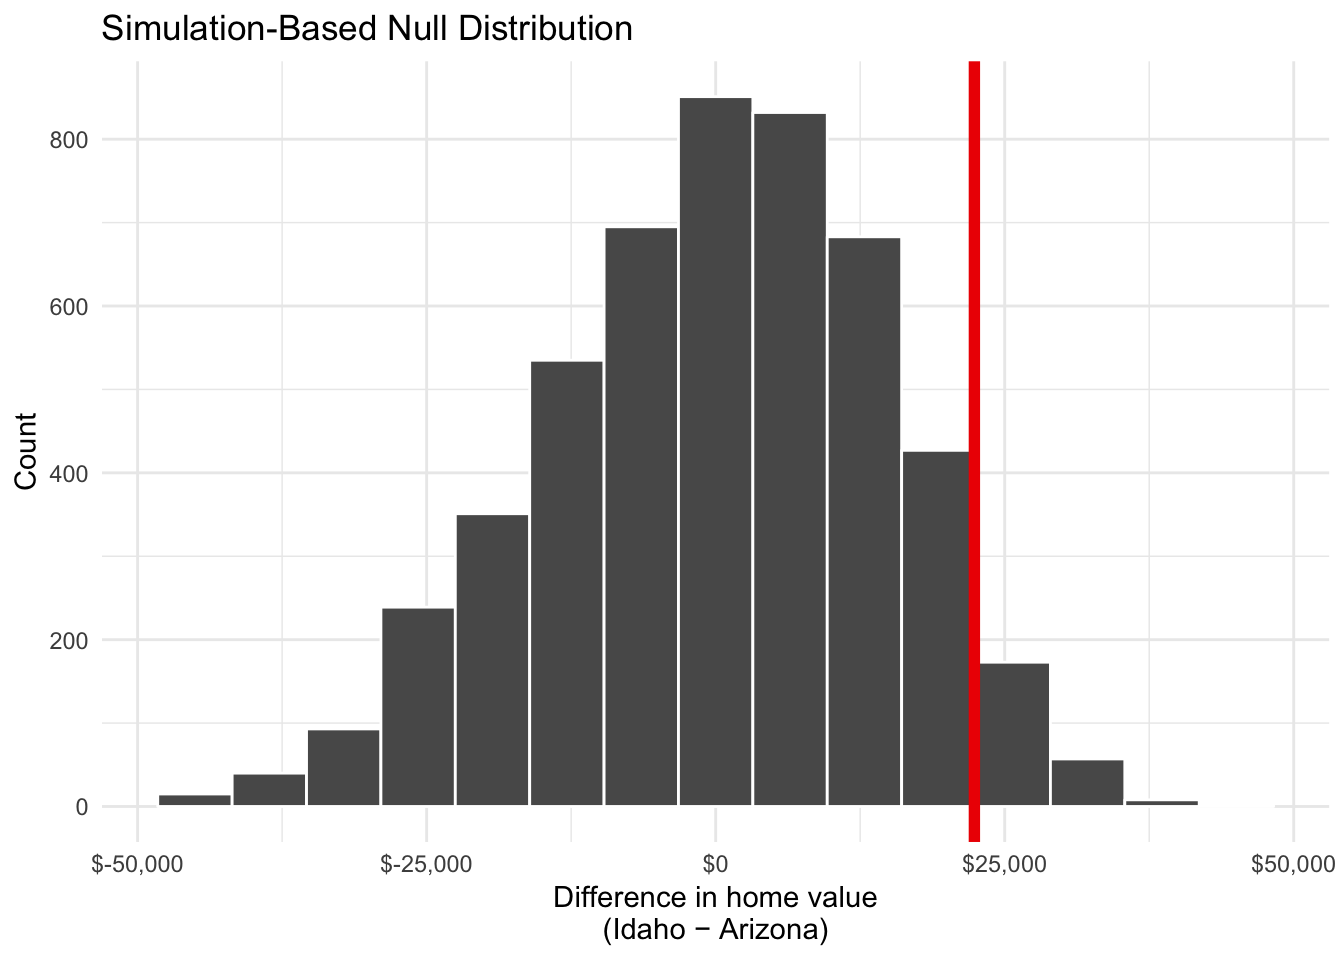 Simulation-Based Null Distribution
800
600
400
200
0
Count
$-50,000
$-25,000
$0
$25,000
$50,000
Difference in home value
(Idaho − Arizona)